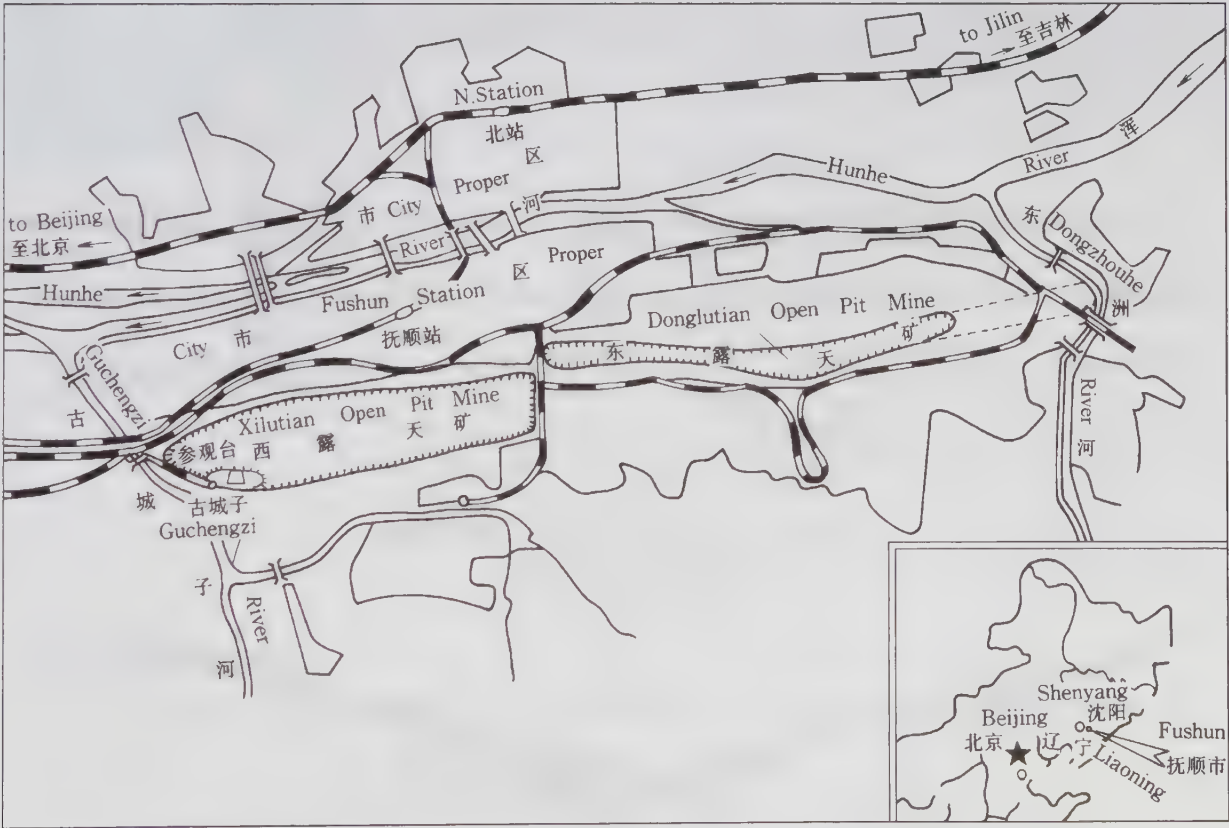 to Jilin
至吉林
N.Station
北站
浑
River
Hunhe
河
市 City Proper 区
东
Dongzhouhe
洲
River
河
to Beijing
至北京
River
Hunhe
Fushun Station
抚顺站
City 市 区 Proper
Donglutian Open Pit Mine
东 露 天 矿
Guchengzi
古
Xilutian Open Pit Mine
参观台 西 露 天 矿
城
古城子
Guchengzi
子
River
河
Shenyang
沈阳
Beijing
北京
辽 宁
Liaoning
Fushun
抚顺市